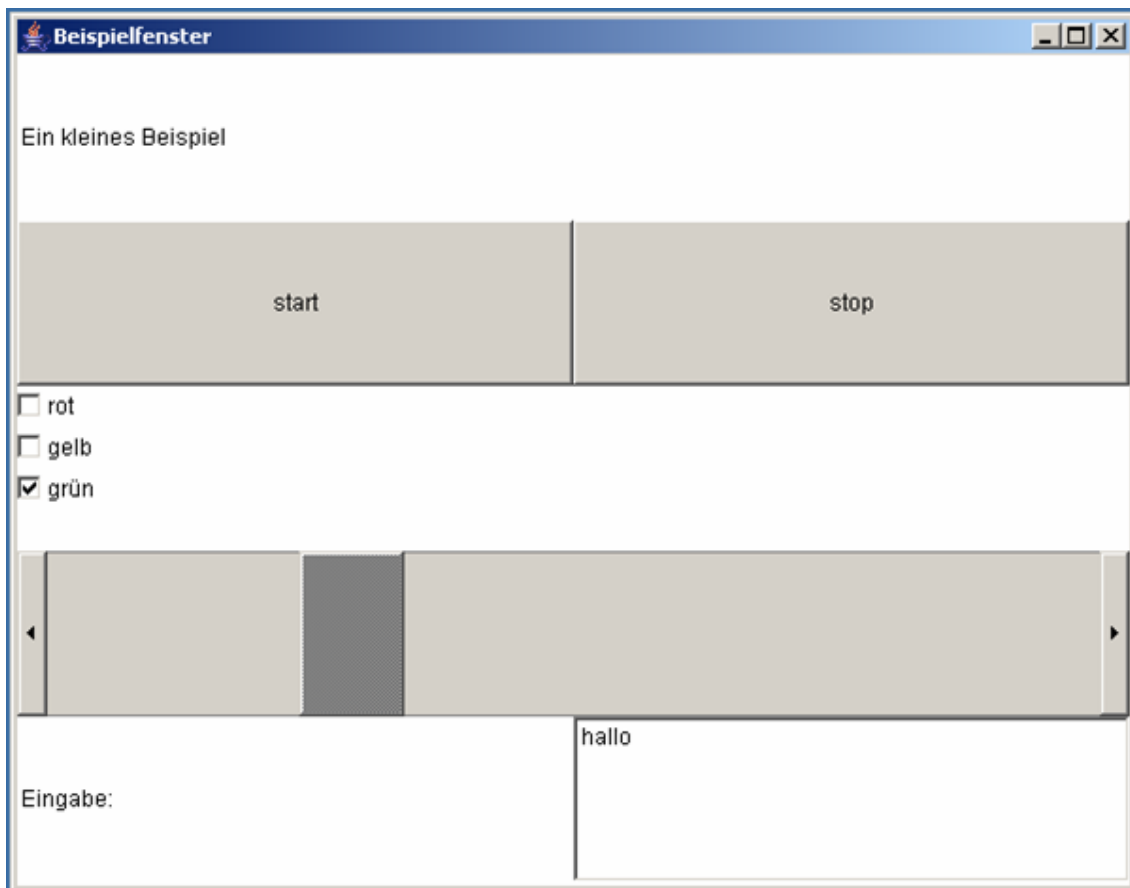 Beispielfenster
Ein kleines Beispiel
start stop
rot
gelb
grün
Eingabe: hallo